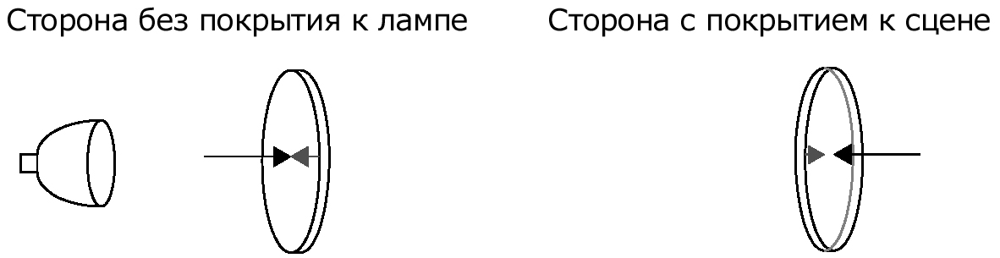 Сторона без покрытия к лампе
Сторона с покрытием к сцене